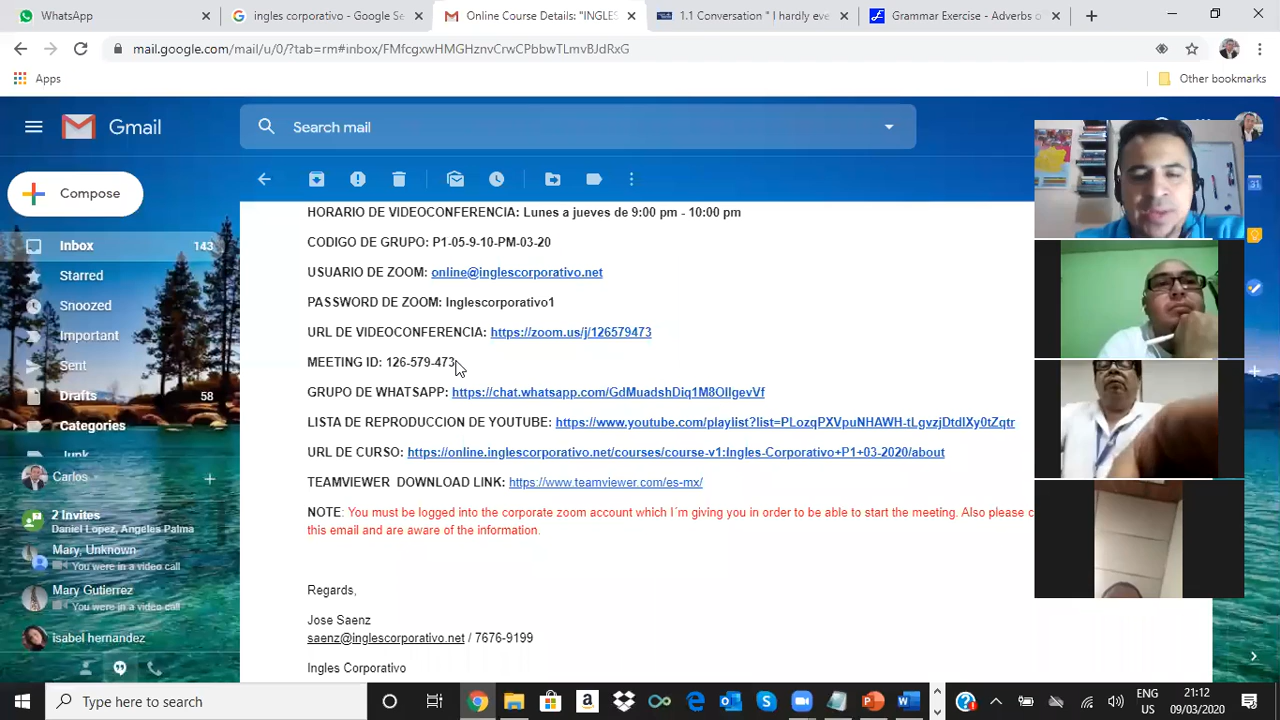 WhatsApp
ingles corporativo - Google S
Online Course Details: "INGLES
1.1 Conversation " I hardly eve
Grammar Exercise - Adverbs o
mail.google.com/mail/u/0/?tab=rm#inbox/FMfcgxwHMGHznvCrwCPbbwTLmvBJdRxG
Apps
Other bookmarks
Gmail
Search mail
Compose
Inbox 143
Starred
Snoozed
Important
Drafts 58
Categories
Junk
Carlos
2 Invites
Daniel Lopez, Angeles Palma
Mary, Unknown
You were in a video call
Mary Gutierrez
You were in a video call
isabel hernandez
HORARIO DE VIDEOCONFERENCIA: Lunes a jueves de 9:00 pm - 10:00 pm
CODIGO DE GRUPO: P1-05-9-10-PM-03-20
USUARIO DE ZOOM: online@inglescorporativo.net
PASSWORD DE ZOOM: Inglescorporativo1
URL DE VIDEOCONFERENCIA: https://zoom.us/j/126579473
MEETING ID: 126-579-473
GRUPO DE WHATSAPP: https://chat.whatsapp.com/GdMuadshDiq1M8OIlgevVf
LISTA DE REPRODUCCION DE YOUTUBE: https://www.youtube.com/playlist?list=PLozqPXVpuNHAWH-tLgvzjDtdlXy0tZqtr
URL DE CURSO: https://online.inglescorporativo.net/courses/course-v1:Ingles-Corporativo+P1+03-2020/about
TEAMVIEWER DOWNLOAD LINK: https://www.teamviewer.com/es-mx/
NOTE: You must be logged into the corporate zoom account which I´m giving you in order to be able to start the meeting. Also please c
this email and are aware of the information.
Regards,
Jose Saenz
saenz@inglescorporativo.net / 7676-9199
Ingles Corporativo
Type here to search
ENG
US
21:12
09/03/2020